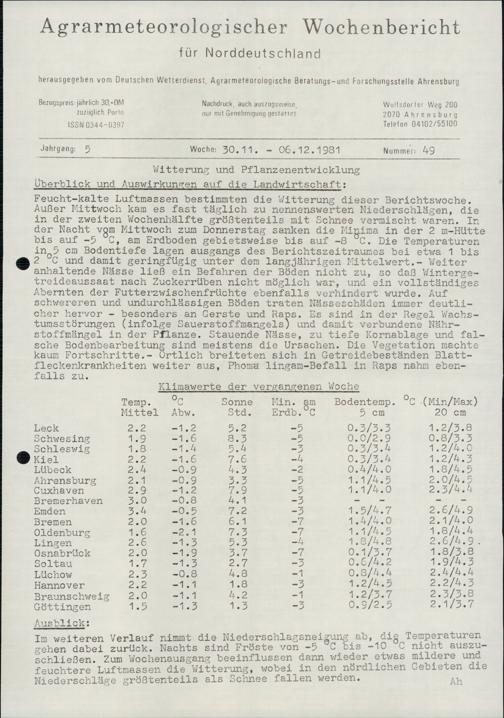 Agrarmeteorologischer Wochenbericht
für Norddeutschland
herausgegeben vom Deutschen Wetterdienst, Agrarmeteorologische Beratungs- und Forschungsstelle Ahrensburg
Bezugspreis jährlich 30,-DM
zuzüglich Porto
ISSN 0344-0397
Nachdruck, auch auszugsweise,
nur mit Genehmigung gestattet
Wulfsdorfer Weg 200
2070 Ahrensburg
Telefon 04102/55100
Jahrgang: 5 Woche: 30.11. - 06.12.1981 Nummer: 49
Witterung und Pflanzenentwicklung
Überblick und Auswirkungen auf die Landwirtschaft:
Feucht-kalte Luftmassen bestimmten die Witterung dieser Berichtswoche.
Außer Mittwoch kam es fast täglich zu nennenswerten Niederschlägen, die
in der zweiten Wochenhälfte größtenteils mit Schnee vermischt waren. In
der Nacht vom Mittwoch zum Donnerstag sanken die Minima in der 2 m-Hütte
bis auf -5 °C, am Erdboden gebietsweise bis auf -8 °C. Die Temperaturen
in 5 cm Bodentiefe lagen ausgangs des Berichtszeitraumes bei etwa 1 bis
2 °C und damit geringfügig unter dem langjährigen Mittelwert.- Weiter
anhaltende Nässe ließ ein Befahren der Böden nicht zu, so daß Winterge-
treideaussaat nach Zuckerrüben nicht möglich war, und ein vollständiges
Abernten der Futterzwischenfrüchte ebenfalls verhindert wurde. Auf
schwereren und undurchlässigen Böden traten Nässeschäden immer deutli-
cher hervor - besonders an Gerste und Raps. Es sind in der Regel Wachs-
tumsstörungen (infolge Sauerstoffmangels) und damit verbundene Nähr-
stoffmängel in der Pflanze. Stauende Nässe, zu tiefe Kornablage und fal-
sche Bodenbearbeitung sind meistens die Ursachen. Die Vegetation machte
kaum Fortschritte.- Örtlich breiteten sich in Getreidebeständen Blatt-
fleckenkrankheiten weiter aus, Phoma lingam-Befall in Raps nahm eben-
falls zu.
Klimawerte der vergangenen Woche
Temp. °C Sonne Min. am Bodentemp. °C (Min/Max)
Mittel Abw. Std. Erdb.°C 5 cm 20 cm
Leck 2.2 -1.2 5.2 -5 0.3/3.3 1.2/3.8
Schwesing 1.9 -1.6 8.3 -5 0.0/2.9 0.8/3.3
Schleswig 1.8 -1.4 5.4 -3 0.3/3.4 1.2/4.0
Kiel 2.2 -1.6 7.6 -4 0.3/3.4 1.2/4.3
Lübeck 2.4 -0.9 4.3 -2 0.4/4.0 1.8/4.5
Ahrensburg 2.1 -0.9 3.3 -5 1.1/4.5 2.0/4.5
Cuxhaven 2.9 -1.2 7.9 -5 1.1/4.0 2.3/4.4
Bremerhaven 3.0 -0.8 4.1 -3 - - - -
Emden 3.4 -0.5 7.2 -3 1.5/4.7 2.6/4.9
Bremen 2.0 -1.6 6.1 -7 1.4/4.0 2.1/4.0
Oldenburg 1.6 -2.1 7.3 -7 1.1/4.5 1.8/4.4
Lingen 2.6 -1.3 5.3 -4 1.8/4.8 2.6/4.9
Osnabrück 2.0 -1.9 3.7 -7 0.1/3.7 1.8/3.8
Soltau 1.7 -1.3 2.7 -3 0.6/4.2 1.9/4.3
Lüchow 2.3 -0.8 4.8 -1 0.8/4.4 2.2/4.4
Hannover 2.2 -1.1 1.8 -3 1.2/4.5 2.2/4.3
Braunschweig 2.0 -1.1 4.2 -1 1.2/3.7 2.3/3.8
Göttingen 1.5 -1.3 1.3 -3 0.9/2.5 2.1/3.7
Ausblick:
Im weiteren Verlauf nimmt die Niederschlagsneigung ab, die Temperaturen
gehen dabei zurück. Nachts sind Fröste von -5 °C bis -10 °C nicht auszu-
schließen. Zum Wochenausgang beeinflussen dann wieder etwas mildere und
feuchtere Luftmassen die Witterung, wobei in den nördlichen Gebieten die
Niederschläge größtenteils als Schnee fallen werden. Ah